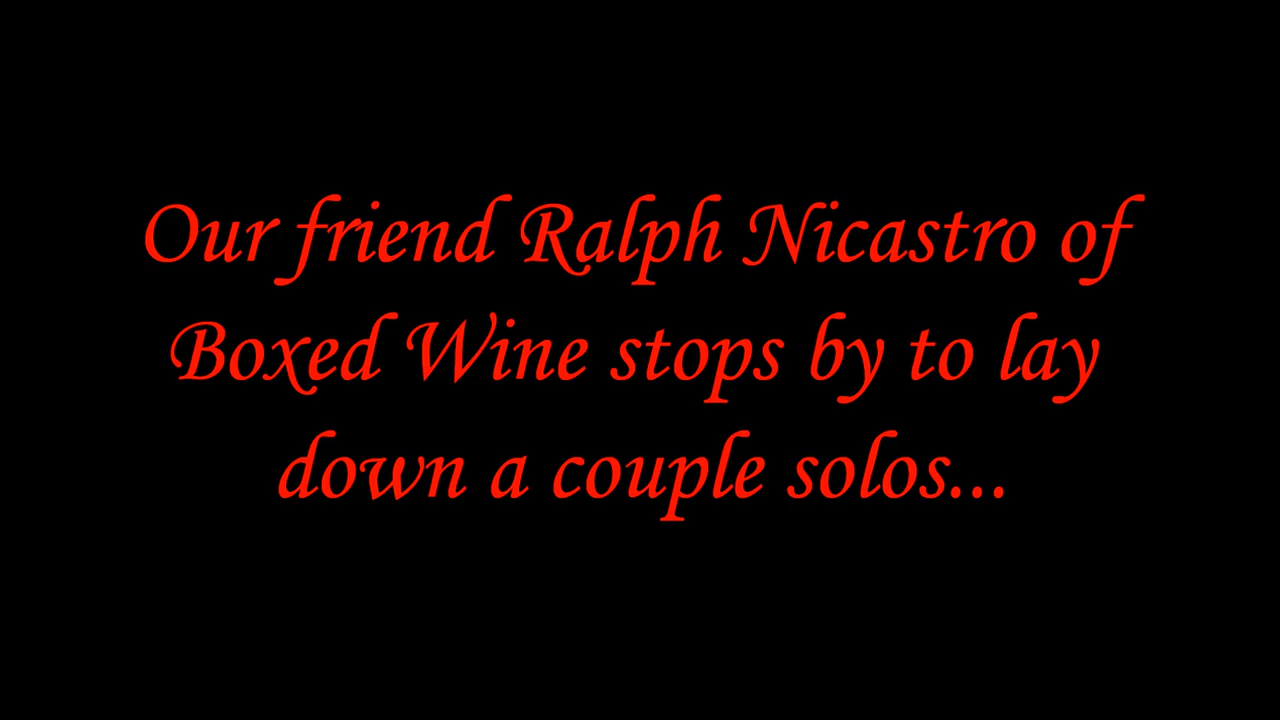 Our friend Ralph Nicastro of
Boxed Wine stops by to lay
down a couple solos...